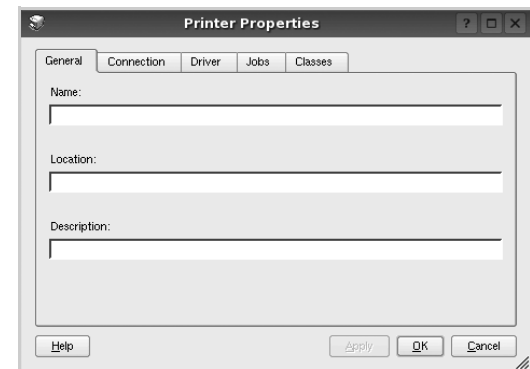 Printer Properties
?
General Connection Driver Jobs Classes
Name:
Location:
Description:
Help Apply OK Cancel